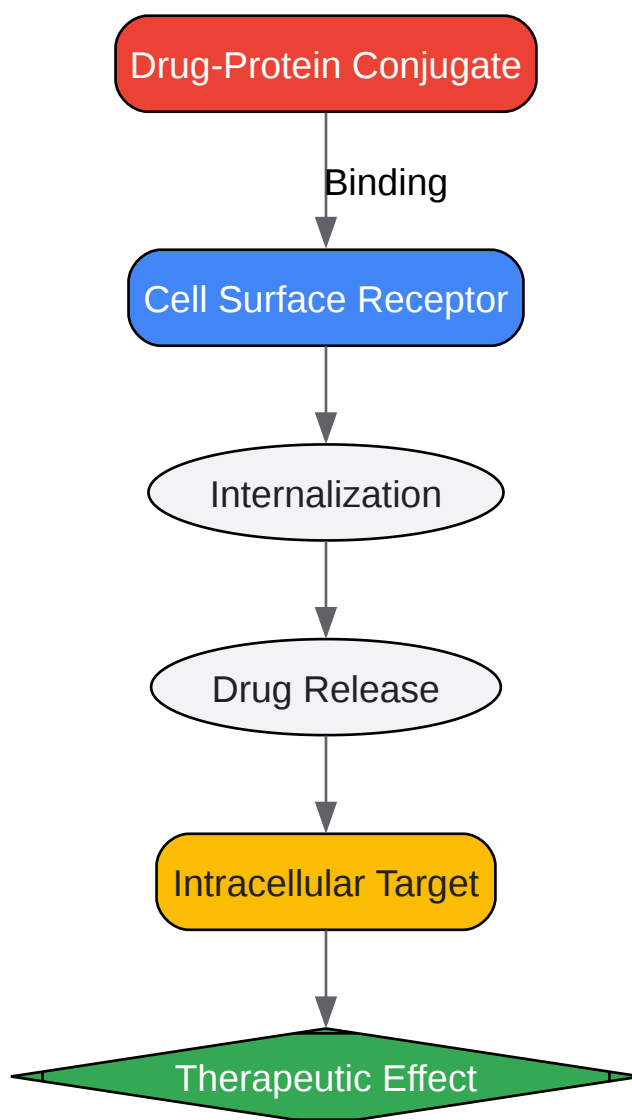 Drug-Protein Conjugate
Binding
Cell Surface Receptor
Internalization
Drug Release
Intracellular Target
Therapeutic Effect